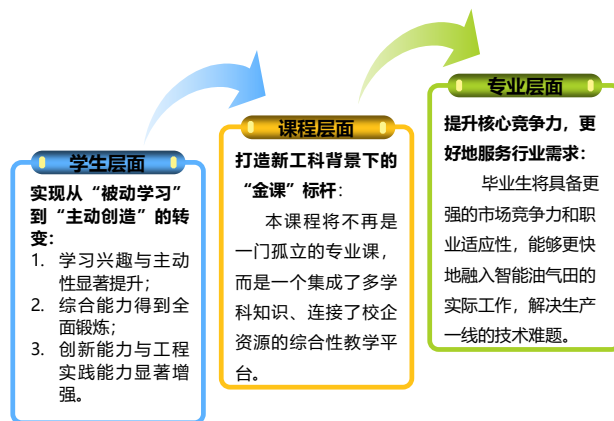 学生层面
实现从“被动学习”
到“主动创造”的转
变：
1. 学习兴趣与主动
性显著提升；
2. 综合能力得到全
面锻炼；
3. 创新能力与工程
实践能力显著增
强。
课程层面
打造新工科背景下的
“金课”标杆：
本课程将不再是
一门孤立的专业课，
而是一个集成了多学
科知识、连接了校企
资源的综合性教学平
台。
专业层面
提升核心竞争力，更
好地服务行业需求：
毕业生将具备更
强的市场竞争力和职
业适应性，能够更快
地融入智能油气田的
实际工作，解决生产
一线的技术难题。